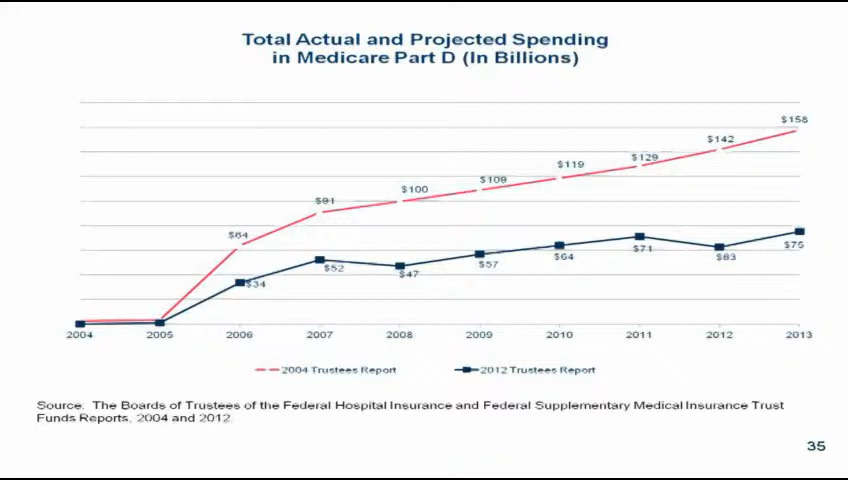 Total Actual and Projected Spending
in Medicare Part D (In Billions)
$158
$142
$129
$119
$109
$100
$91
$64
$34
$52
$47
$57
$64
$71
$63
$75
2004 2005 2006 2007 2008 2009 2010 2011 2012 2013
2004 Trustees Report 2012 Trustees Report
Source: The Boards of Trustees of the Federal Hospital Insurance and Federal Supplementary Medical Insurance Trust
Funds Reports, 2004 and 2012.
35